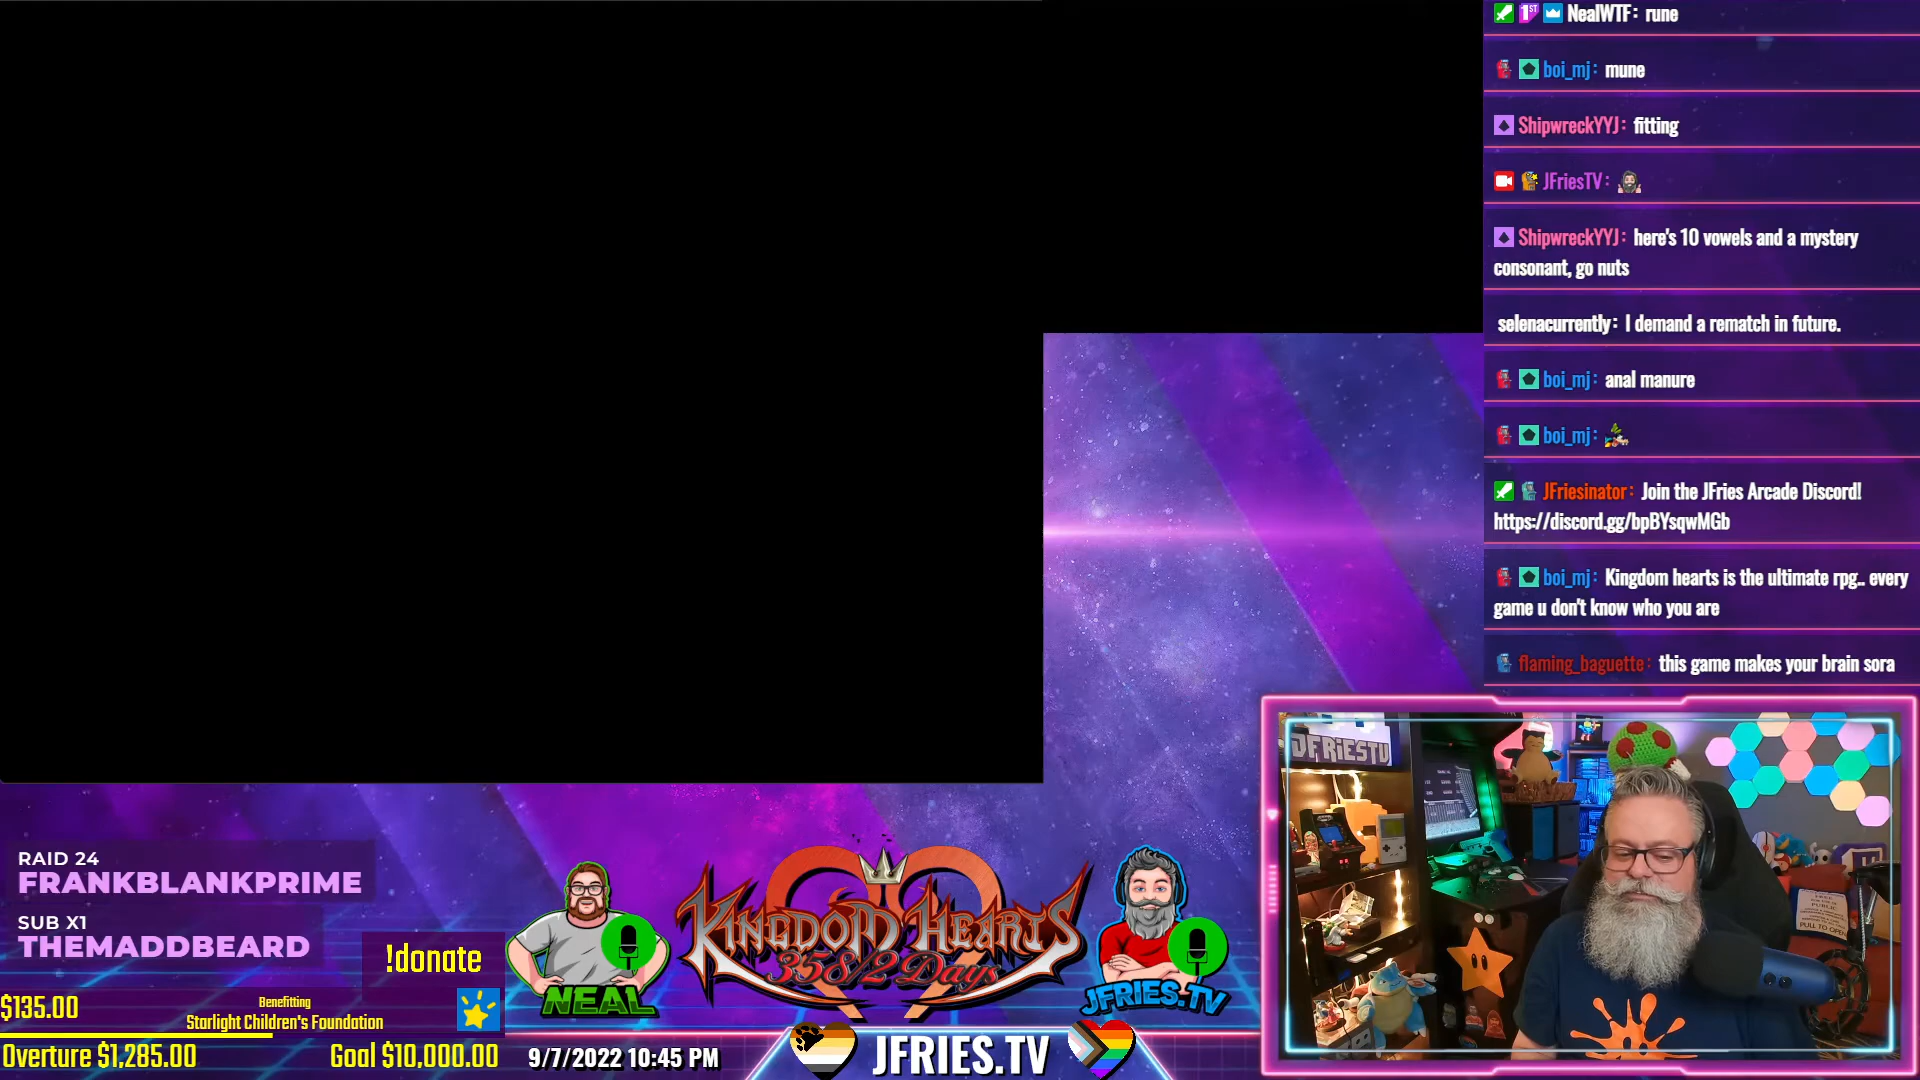 NealWTF: rune
boi_mj: mune
ShipwreckYYJ: fitting
JFriesTV:
ShipwreckYYJ: here's 10 vowels and a mystery
consonant, go nuts
selenacurrently: I demand a rematch in future.
boi_mj: anal manure
boi_mj:
JFriesinator: Join the JFries Arcade Discord!
https://discord.gg/bpBYsqwMGb
boi_mj: Kingdom hearts is the ultimate rpg.. every
game u don't know who you are
flaming_baguette: this game makes your brain sora
JFRIESTV
PULL TO OPEN
RAID 24
FRANKBLANKPRIME
SUB X1
THEMADDBEARD
!donate
$135.00
Benefitting
Starlight Children's Foundation
Overture $1,285.00
Goal $10,000.00
9/7/2022 10:45 PM
NEAL
KINGDOM HEARTS
358/2 Days
JFRIES.TV
JFRIES.TV